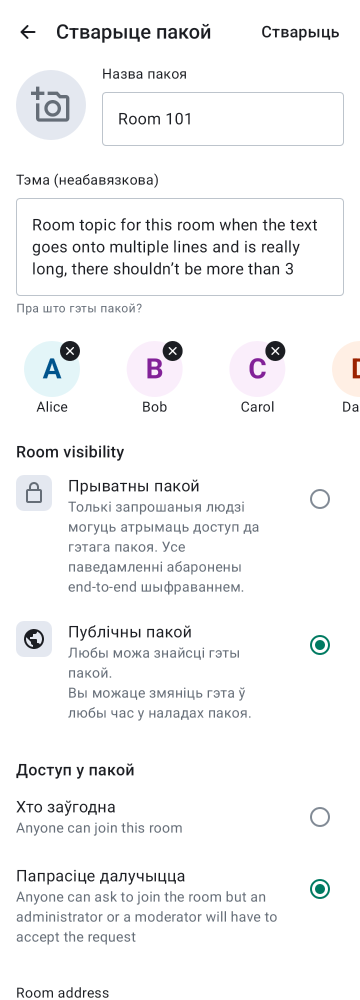 Стварыце пакой
Стварыць
Назва пакоя
Room 101
Тэма (неабавязкова)
Room topic for this room when the text
goes onto multiple lines and is really
long, there shouldn’t be more than 3
Пра што гэты пакой?
A
B
C
Alice
Bob
Carol
Room visibility
Прыватны пакой
Толькі запрошаныя людзі
могуць атрымаць доступ да
гэтага пакоя. Усе
паведамленні абаронены
end-to-end шыфраваннем.
Публічны пакой
Любы можа знайсці гэты
пакой.
Вы можаце змяніць гэта ў
любы час у наладах пакоя.
Доступ у пакой
Хто заўгодна
Anyone can join this room
Папрасіце далучыцца
Anyone can ask to join the room but an
administrator or a moderator will have to
accept the request
Room address